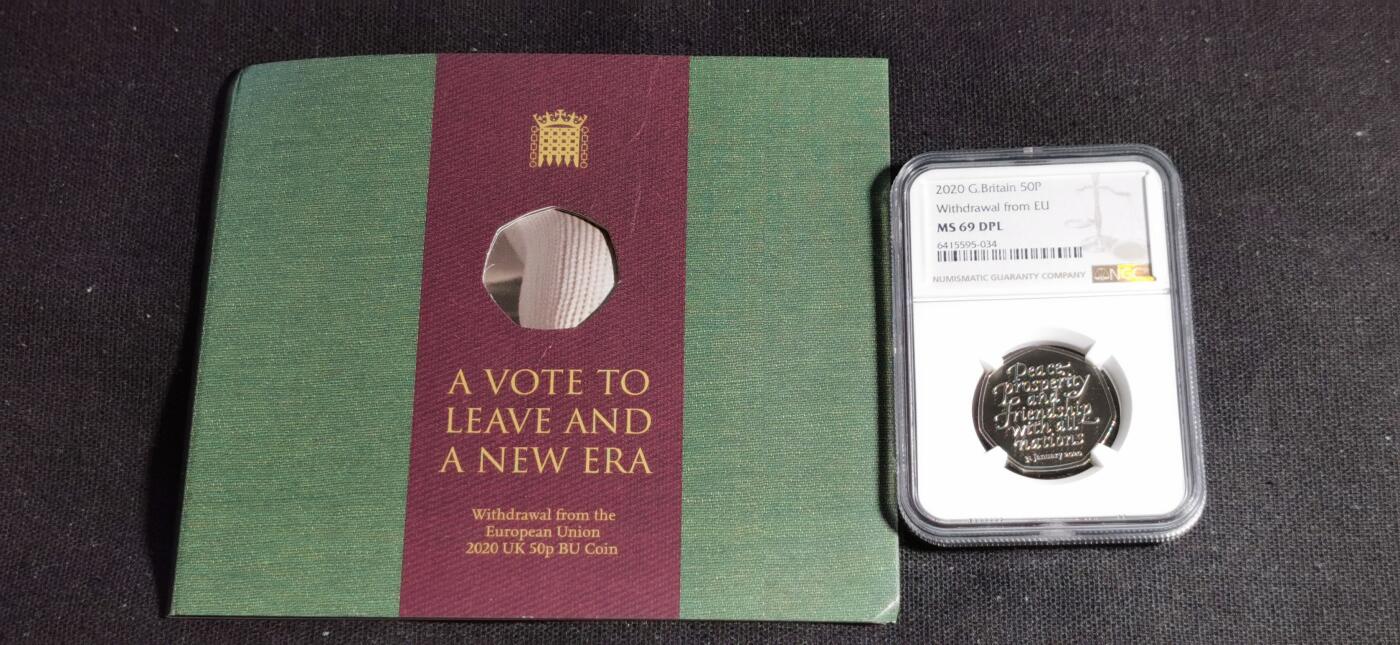 A VOTE TO
LEAVE AND
A NEW ERA
Withdrawal from the
European Union
2020 UK 50p BU Coin
2020 G.Britain 50P
Withdrawal from EU
MS 69 DPL
6415595-034
NUMISMATIC GUARANTY COMPANY
NGC
Peace
prosperity
and
friendship
with all
nations
31 January 2020